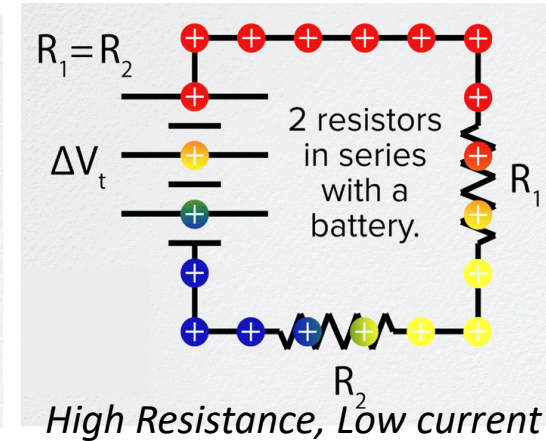 R₁=R₂
2 resistors
in series
with a
battery.
ΔVₜ
R₁
R₂
High Resistance, Low current